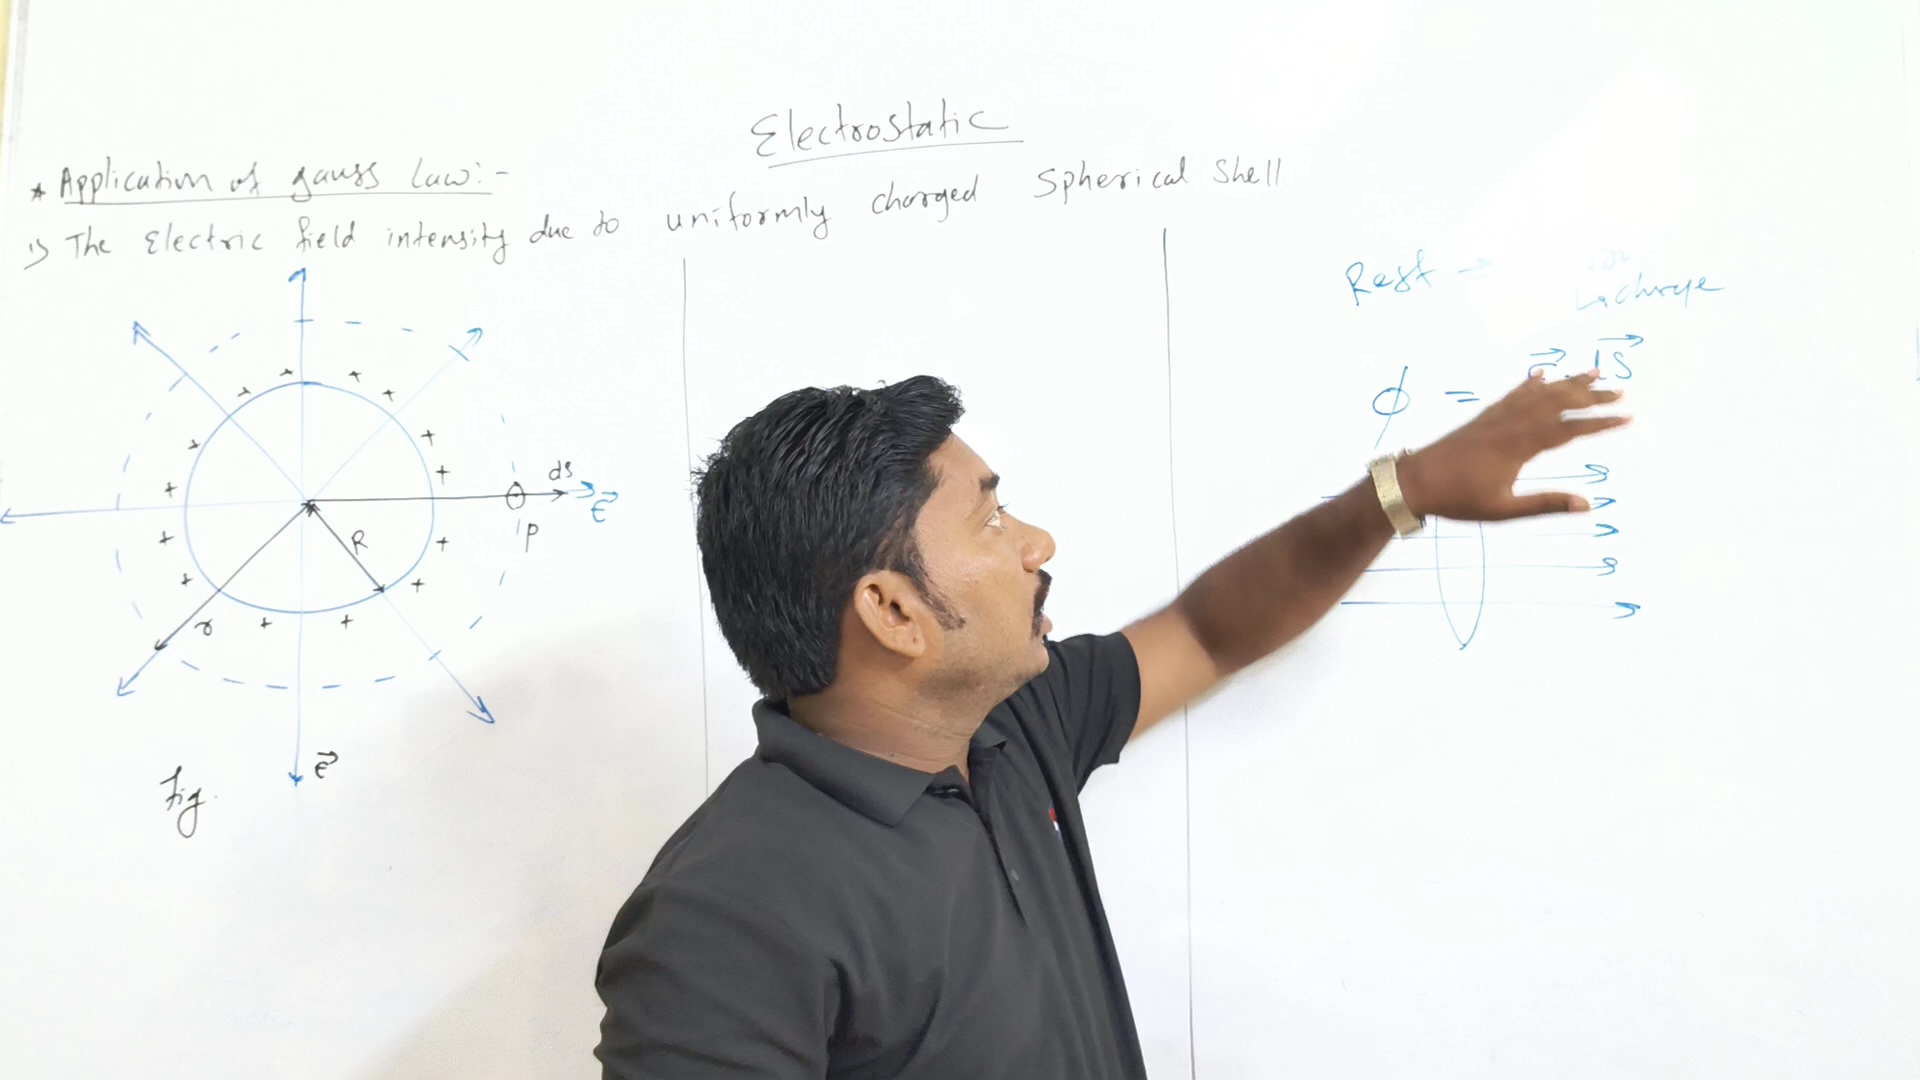 Electrostatic
* Application of gauss law:-
1) The Electric field intensity due to uniformly charged Spherical Shell
Rest →
ϕ = dS
ds
E
P
R
r
E
Fig.